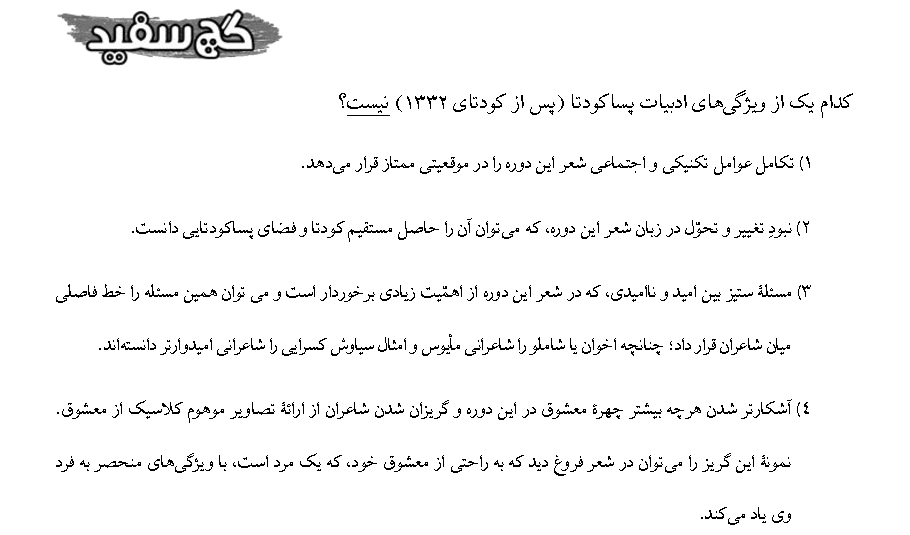 گچ سفید
کدام یک از ویژگی‌های ادبیات پساکودتا (پس از کودتای ۱۳۳۲) نیست؟
۱) تکامل عوامل تکنیکی و اجتماعی شعر این دوره را در موقعیتی ممتاز قرار می‌دهد.
۲) نبودِ تغییر و تحوّل در زبان شعر این دوره، که می‌توان آن را حاصل مستقیم کودتا و فضای پساکودتایی دانست.
۳) مسئلهٔ ستیز بین امید و ناامیدی، که در شعر این دوره از اهمّیت زیادی برخوردار است و می توان همین مسئله را خط فاصلی
میان شاعران قرار داد؛ چنانچه اخوان یا شاملو را شاعرانی مأیوس و امثال سیاوش کسرایی را شاعرانی امیدوارتر دانسته‌اند.
۴) آشکارتر شدن هرچه بیشتر چهرهٔ معشوق در این دوره و گریزان شدن شاعران از ارائهٔ تصاویر موهوم کلاسیک از معشوق.
نمونهٔ این گریز را می‌توان در شعر فروغ دید که به راحتی از معشوق خود، که یک مرد است، با ویژگی‌های منحصر به فرد
وی یاد می‌کند.